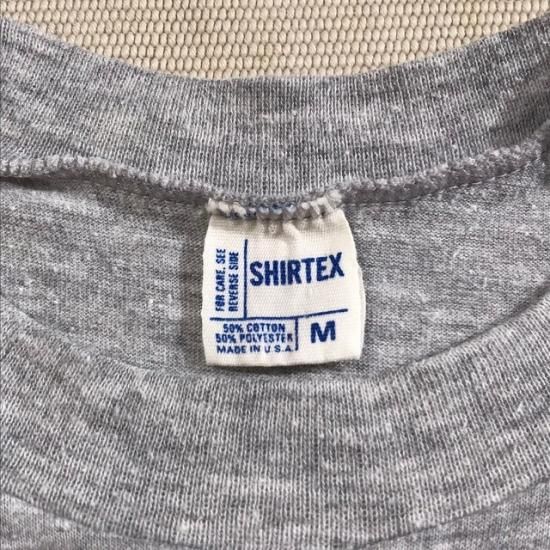 FOR CARE, SEE
REVERSE SIDE
SHIRTEX
50% COTTON
50% POLYESTER
MADE IN U.S.A.
M